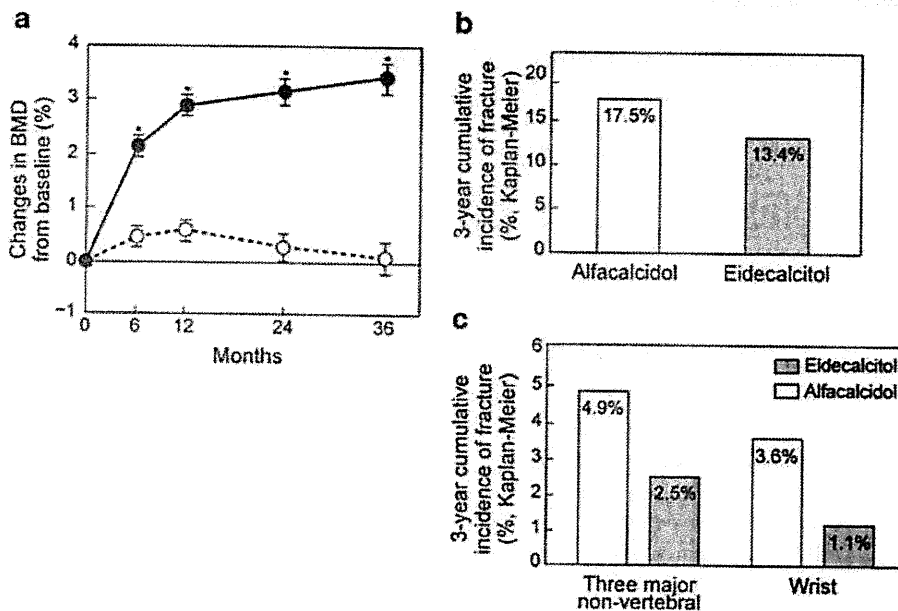 a
Changes in BMD
from baseline (%)
4
3
2
1
0
−1
* * * * *
0 6 12 24 36
Months
b
3-year cumulative
incidence of fracture
(%, Kaplan-Meier)
20
15
10
5
0
17.5%
13.4%
Alfacalcidol Eidecalcitol
c
3-year cumulative
incidence of fracture
(%, Kaplan-Meier)
6
5
4
3
2
1
0
Eidecalcitol
Alfacalcidol
4.9%
2.5%
3.6%
1.1%
Three major
non-vertebral
Wrist